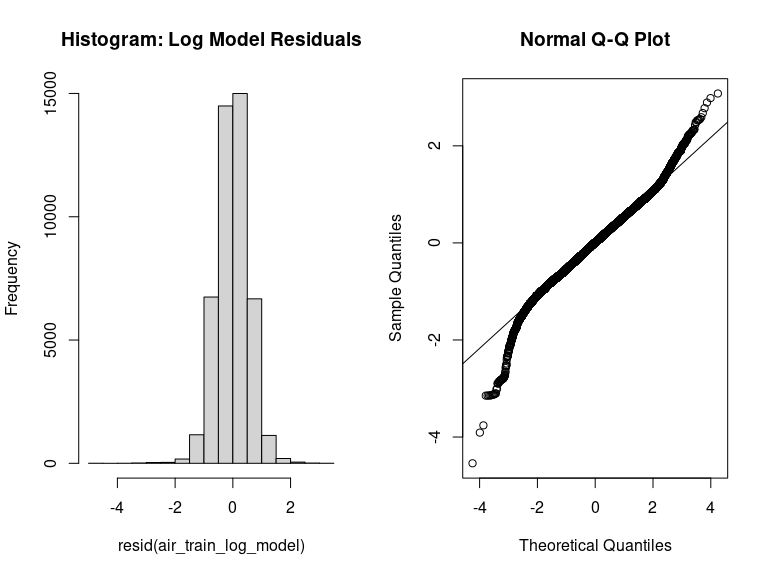 Histogram: Log Model Residuals
Frequency
15000
10000
5000
0
-4 -2 0 2
resid(air_train_log_model)
Normal Q-Q Plot
Sample Quantiles
2
0
-2
-4
-4 -2 0 2 4
Theoretical Quantiles